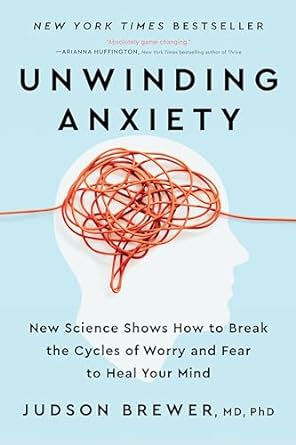 NEW YORK TIMES BESTSELLER
"Absolutely game-changing."
—ARIANNA HUFFINGTON, New York Times bestselling author of Thrive
UNWINDING
ANXIETY
New Science Shows How to Break
the Cycles of Worry and Fear
to Heal Your Mind
JUDSON BREWER, MD, PhD